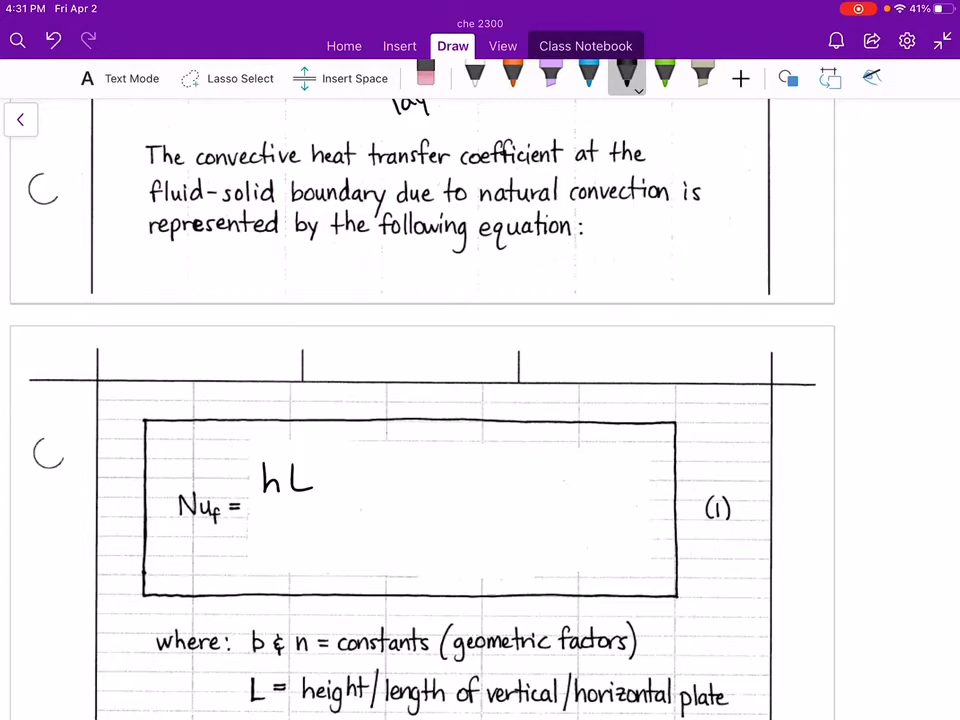 4:31 PM Fri Apr 2
41%
che 2300
Home Insert Draw View Class Notebook
A Text Mode Lasso Select Insert Space
lay
The convective heat transfer coefficient at the
fluid-solid boundary due to natural convection is
represented by the following equation:
hL
Nuf =
(1)
where: b & n = constants (geometric factors)
L = height/length of vertical/horizontal plate